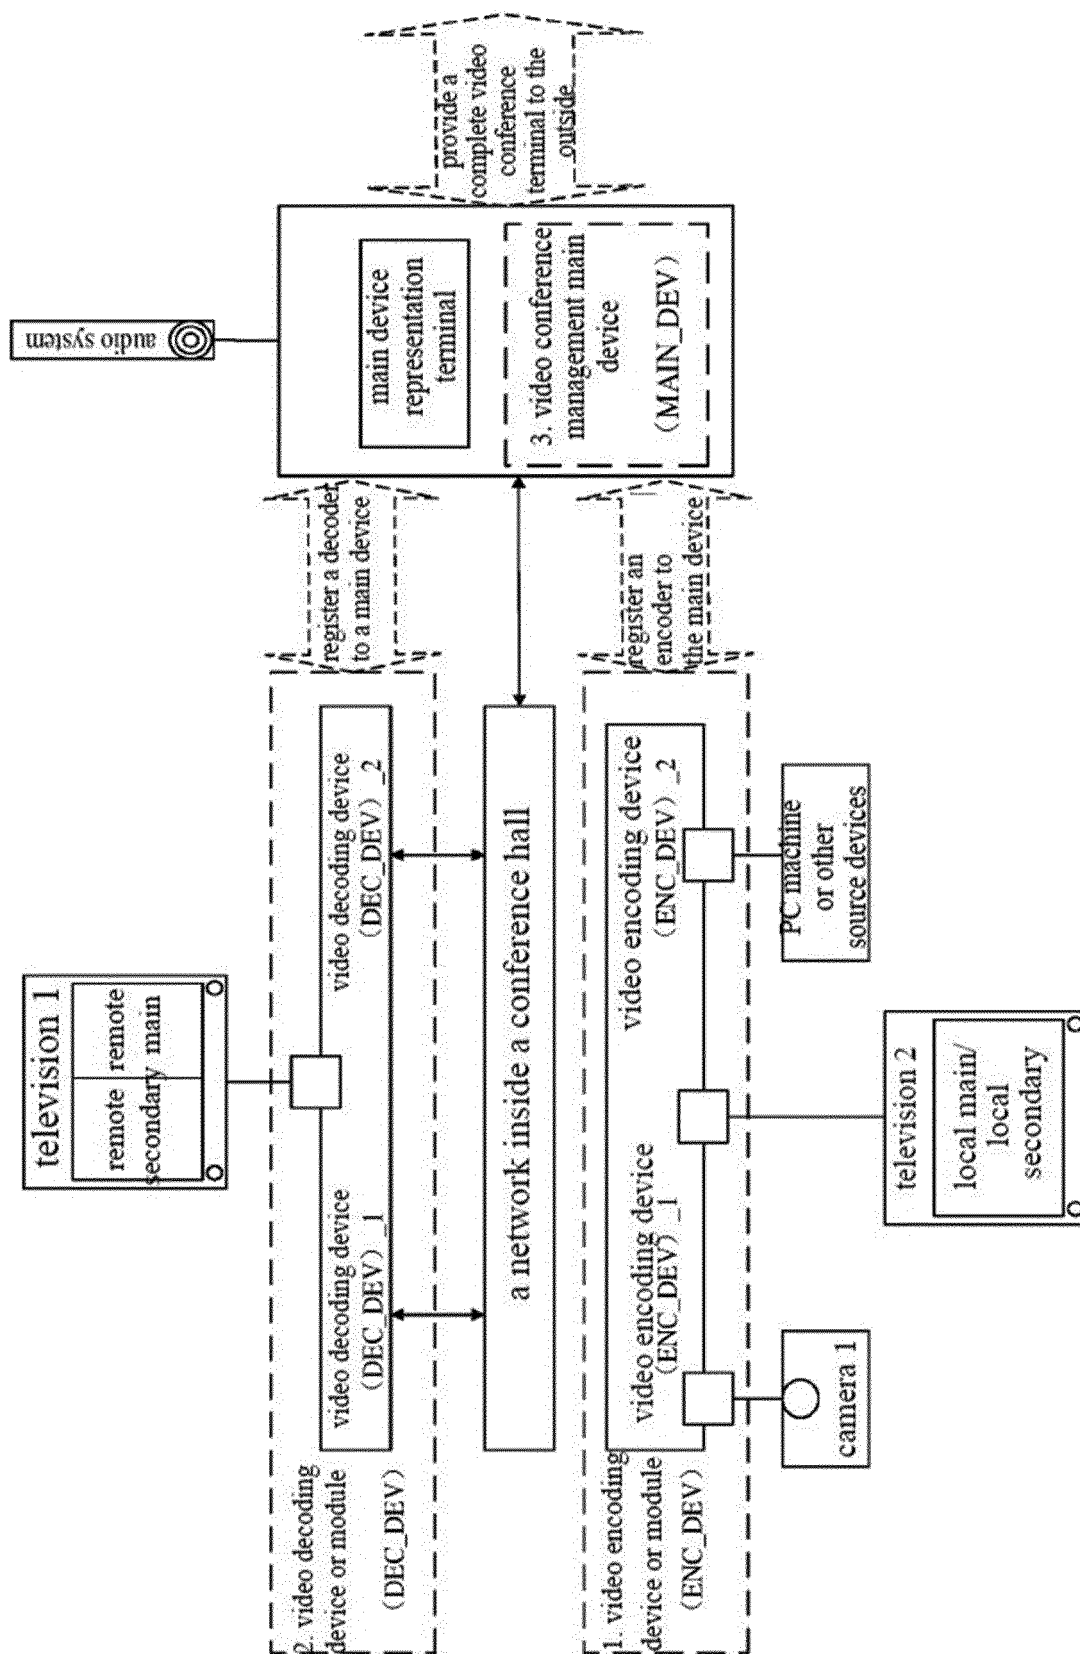 television 1
remote remote
secondary main
audio system
2. video decoding
device or module
(DEC_DEV)
video decoding device
(DEC_DEV) _1
video decoding device
(DEC_DEV) _2
register a decoder
to a main device
main device
representation
terminal
3. video conference
management main
device
(MAIN_DEV)
provide a
complete video
conference
terminal to the
outside
a network inside a conference hall
1. video encoding
device or module
(ENC_DEV)
video encoding device
(ENC_DEV) _1
video encoding device
(ENC_DEV) _2
register an
encoder to
the main device
camera 1
television 2
local main/
local
secondary
PC machine
or other
source devices